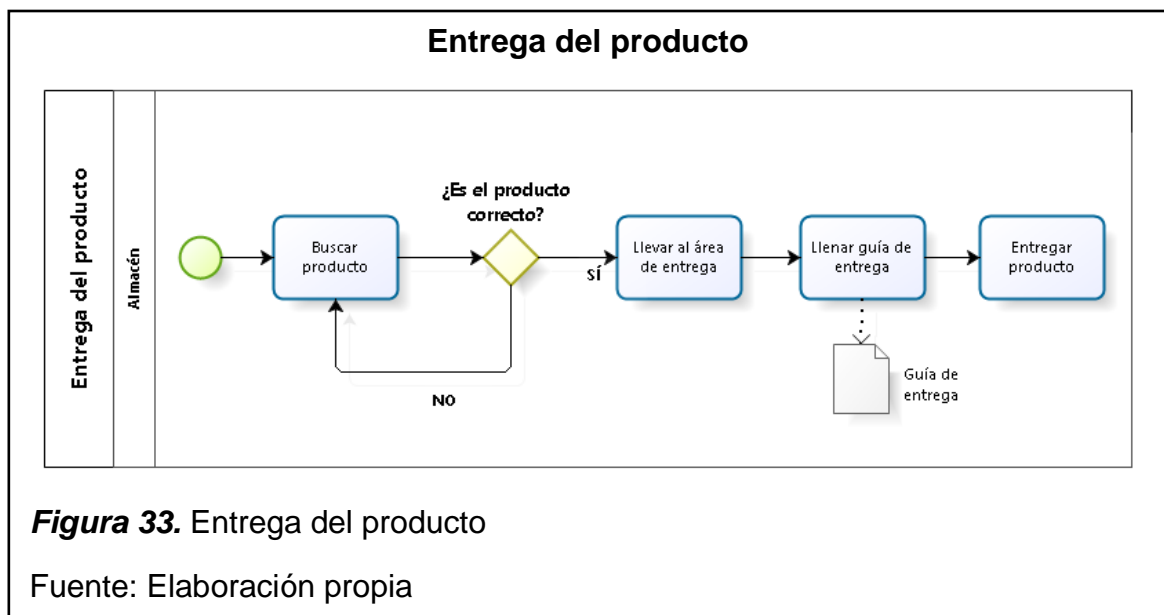 Entrega del producto
Entrega del producto
Almacén
¿Es el producto
correcto?
Buscar
producto
SÍ
Llevar al área
de entrega
Llenar guía de
entrega
Entregar
producto
NO
Guía de
entrega
Figura 33. Entrega del producto
Fuente: Elaboración propia